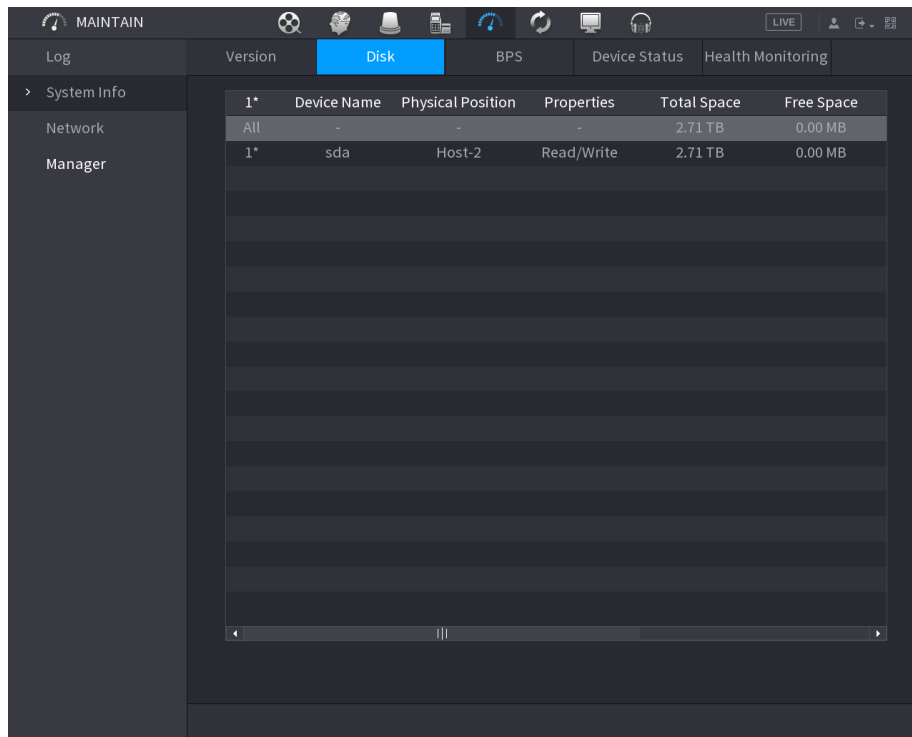 MAINTAIN LIVE
Log
System Info
Network
Manager
Version Disk BPS Device Status Health Monitoring
1* Device Name Physical Position Properties Total Space Free Space
All - - - 2.71 TB 0.00 MB
1* sda Host-2 Read/Write 2.71 TB 0.00 MB